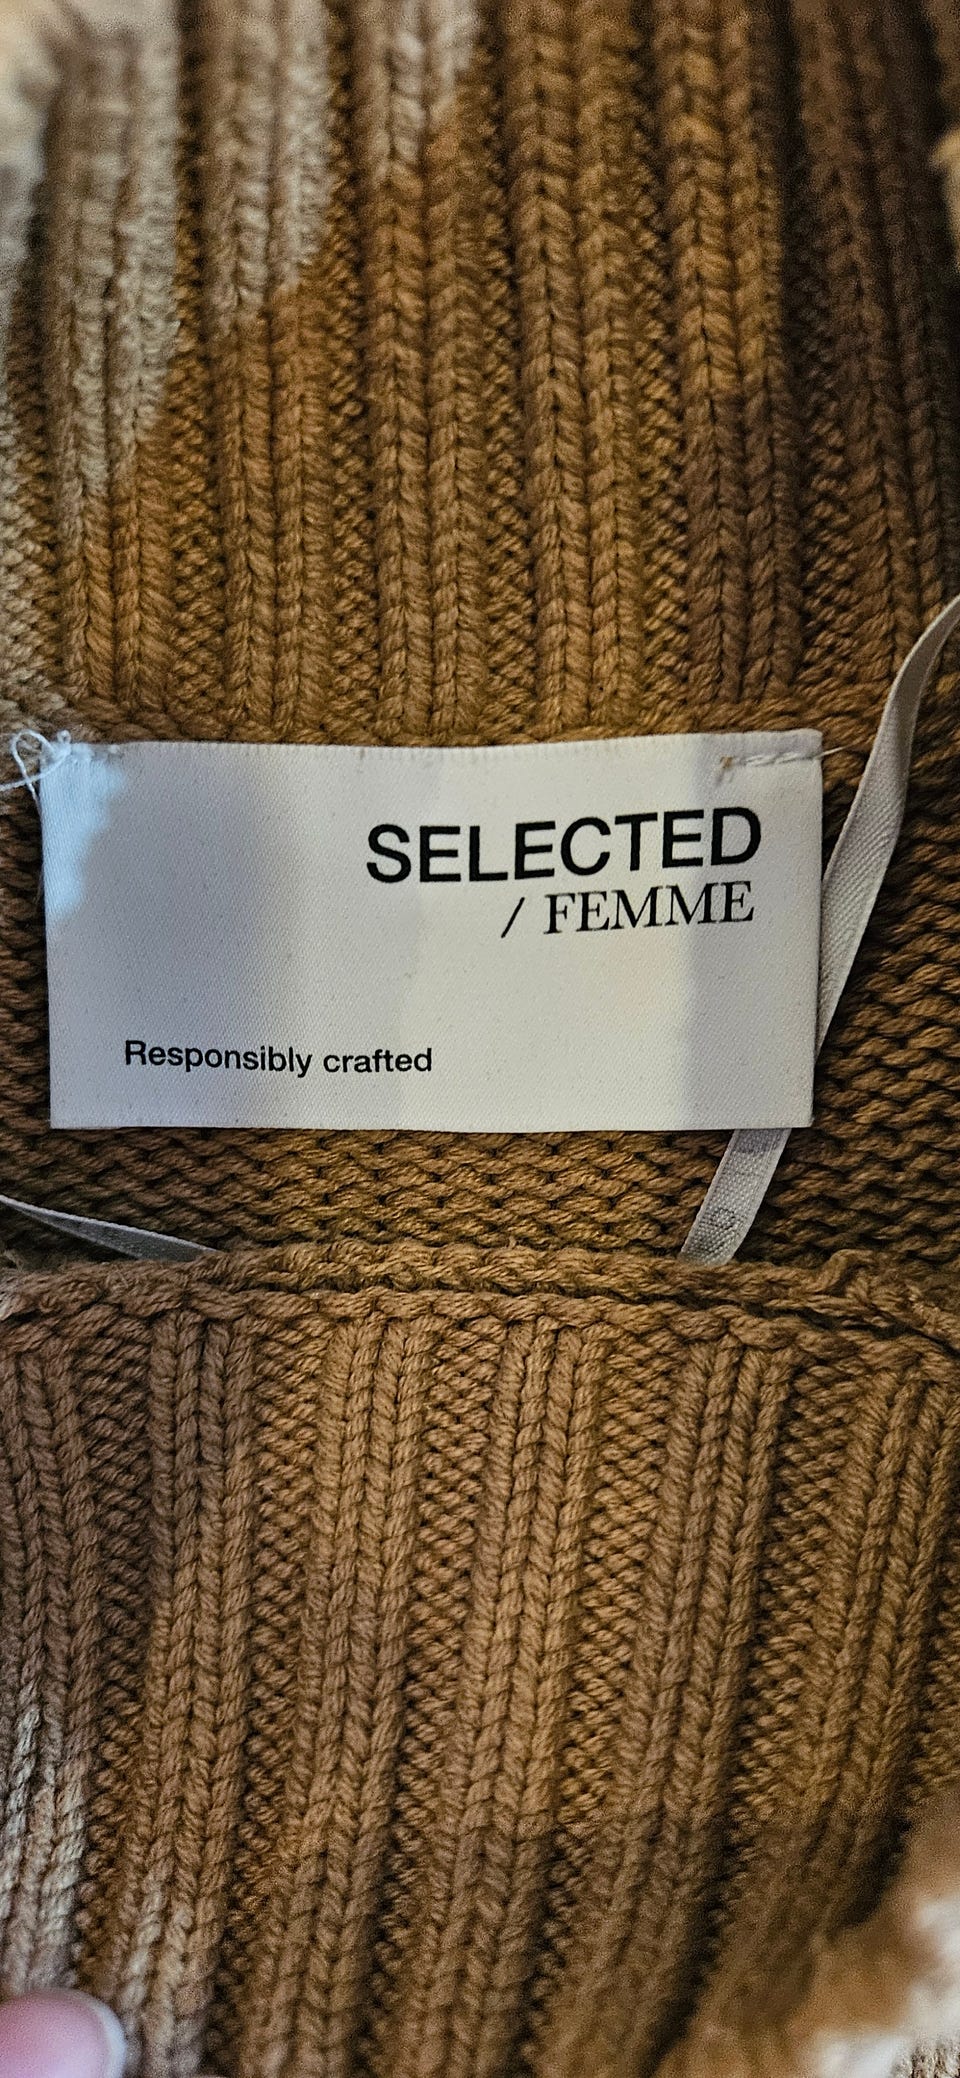 SELECTED
/ FEMME
Responsibly crafted